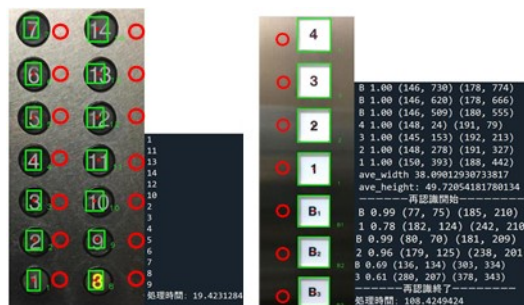 7 14
6 13
5 12
4 11
3 10
2 9
1 8
1
11
13
14
12
10
2
3
4
5
6
7
8
9
処理時間: 19.4231284
4
3
2
1
B1
B2
B3
B 1.00 (146, 730) (178, 774)
B 1.00 (146, 620) (178, 666)
B 1.00 (146, 509) (180, 555)
4 1.00 (148, 24) (191, 79)
3 1.00 (145, 153) (192, 213)
2 1.00 (148, 278) (191, 327)
1 1.00 (150, 393) (188, 442)
ave_width 38.09012930733817
ave_height: 49.72054181780134
-------再認識開始-------
B 0.99 (77, 75) (185, 210)
1 0.78 (182, 124) (242, 210
B 0.99 (80, 70) (181, 209)
2 0.96 (179, 125) (238, 201
B 0.69 (136, 134) (303, 334)
3 0.61 (280, 207) (378, 343)
-------再認識終了-------
処理時間: 108.4249424